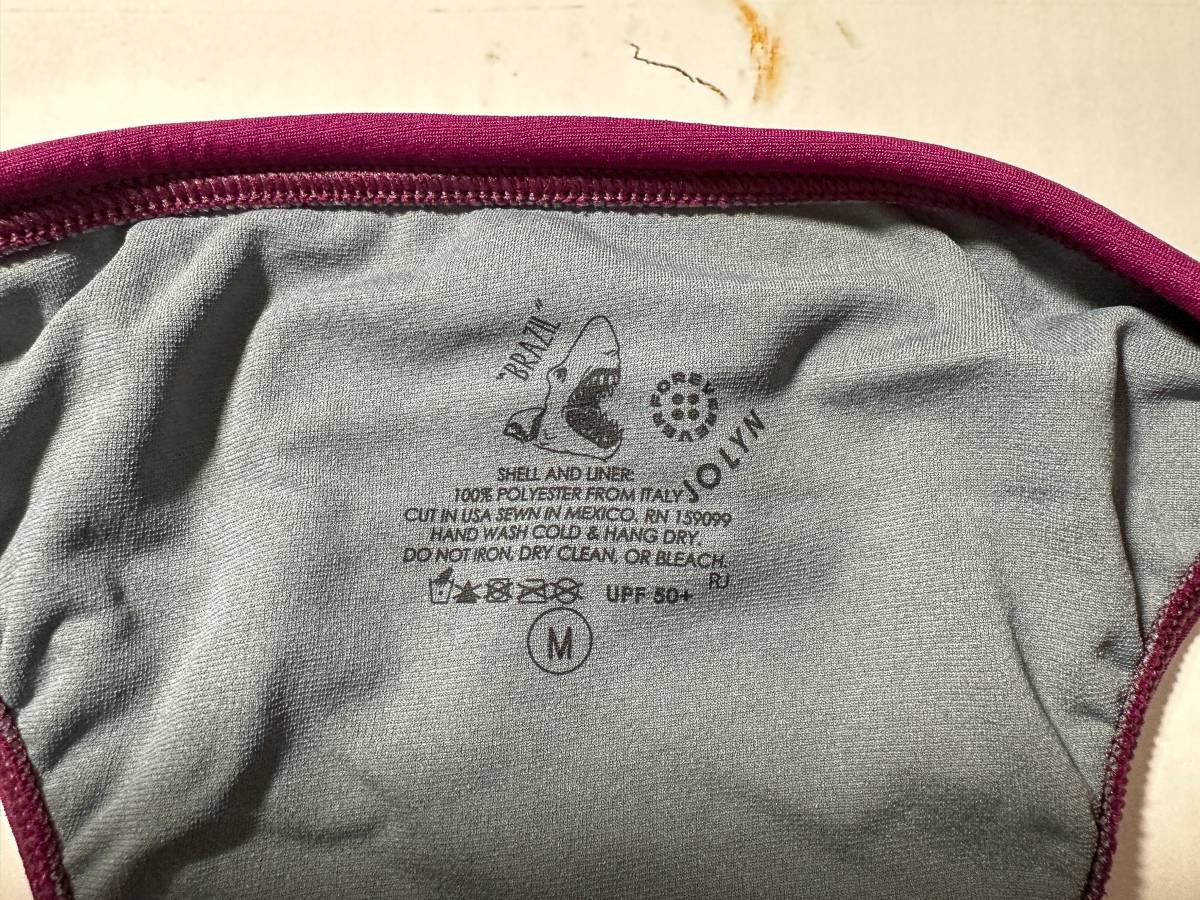 "BRAZIL"
FOREVEREVER
JOLYN
SHELL AND LINER:
100% POLYESTER FROM ITALY
CUT IN USA SEWN IN MEXICO. RN 159099
HAND WASH COLD & HANG DRY.
DO NOT IRON, DRY CLEAN, OR BLEACH.
RJ
UPF 50+
M